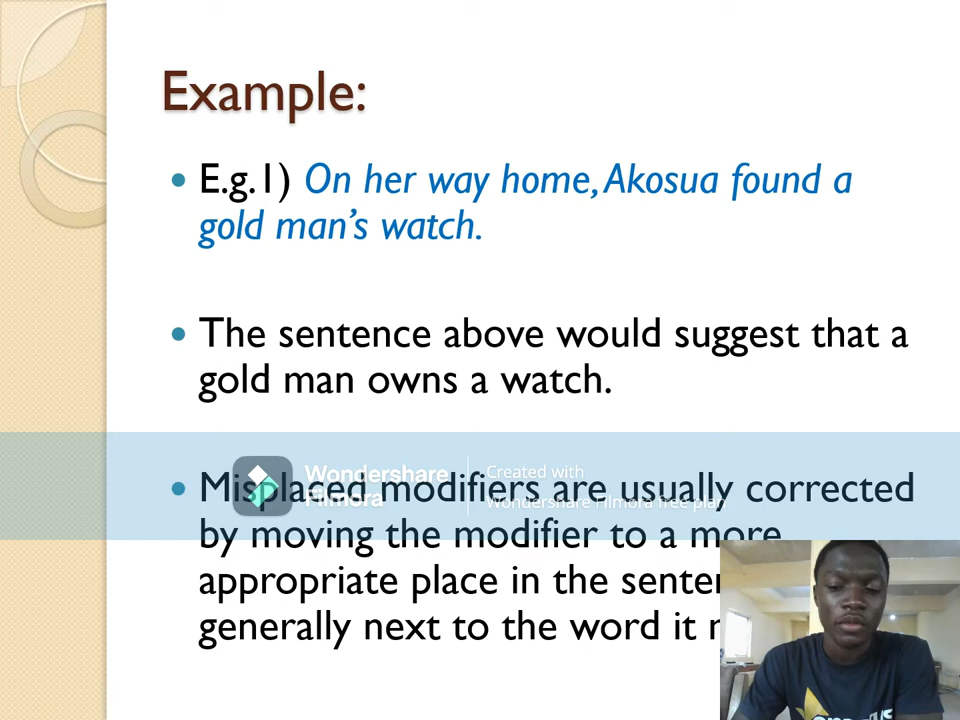 Example:
E.g.1) On her way home, Akosua found a
gold man's watch.
The sentence above would suggest that a
gold man owns a watch.
Wondershare
Filmora
Created with
Wondershare Filmora free plan
Misplaced modifiers are usually corrected
by moving the modifier to a more
appropriate place in the
generally next to the word it